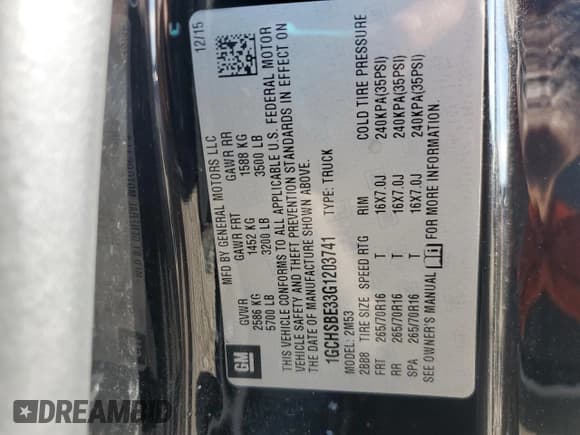 GM
MFD BY GENERAL MOTORS LLC
12/15
GVWR GAWR FRT GAWR RR
2586 KG 1452 KG 1588 KG
5700 LB 3200 LB 3500 LB
THIS VEHICLE CONFORMS TO ALL APPLICABLE U.S. FEDERAL MOTOR
VEHICLE SAFETY AND THEFT PREVENTION STANDARDS IN EFFECT ON
THE DATE OF MANUFACTURE SHOWN ABOVE.
1GCHSBE33G1203741 TYPE: TRUCK
MODEL: 2M53
2BBB TIRE SIZE SPEED RTG RIM COLD TIRE PRESSURE
FRT 265/70R16 T 16X7.0J 240KPA(35PSI)
RR 265/70R16 T 16X7.0J 240KPA(35PSI)
SPA 265/70R16 T 16X7.0J 240KPA(35PSI)
SEE OWNER'S MANUAL i FOR MORE INFORMATION.
DREAMBID